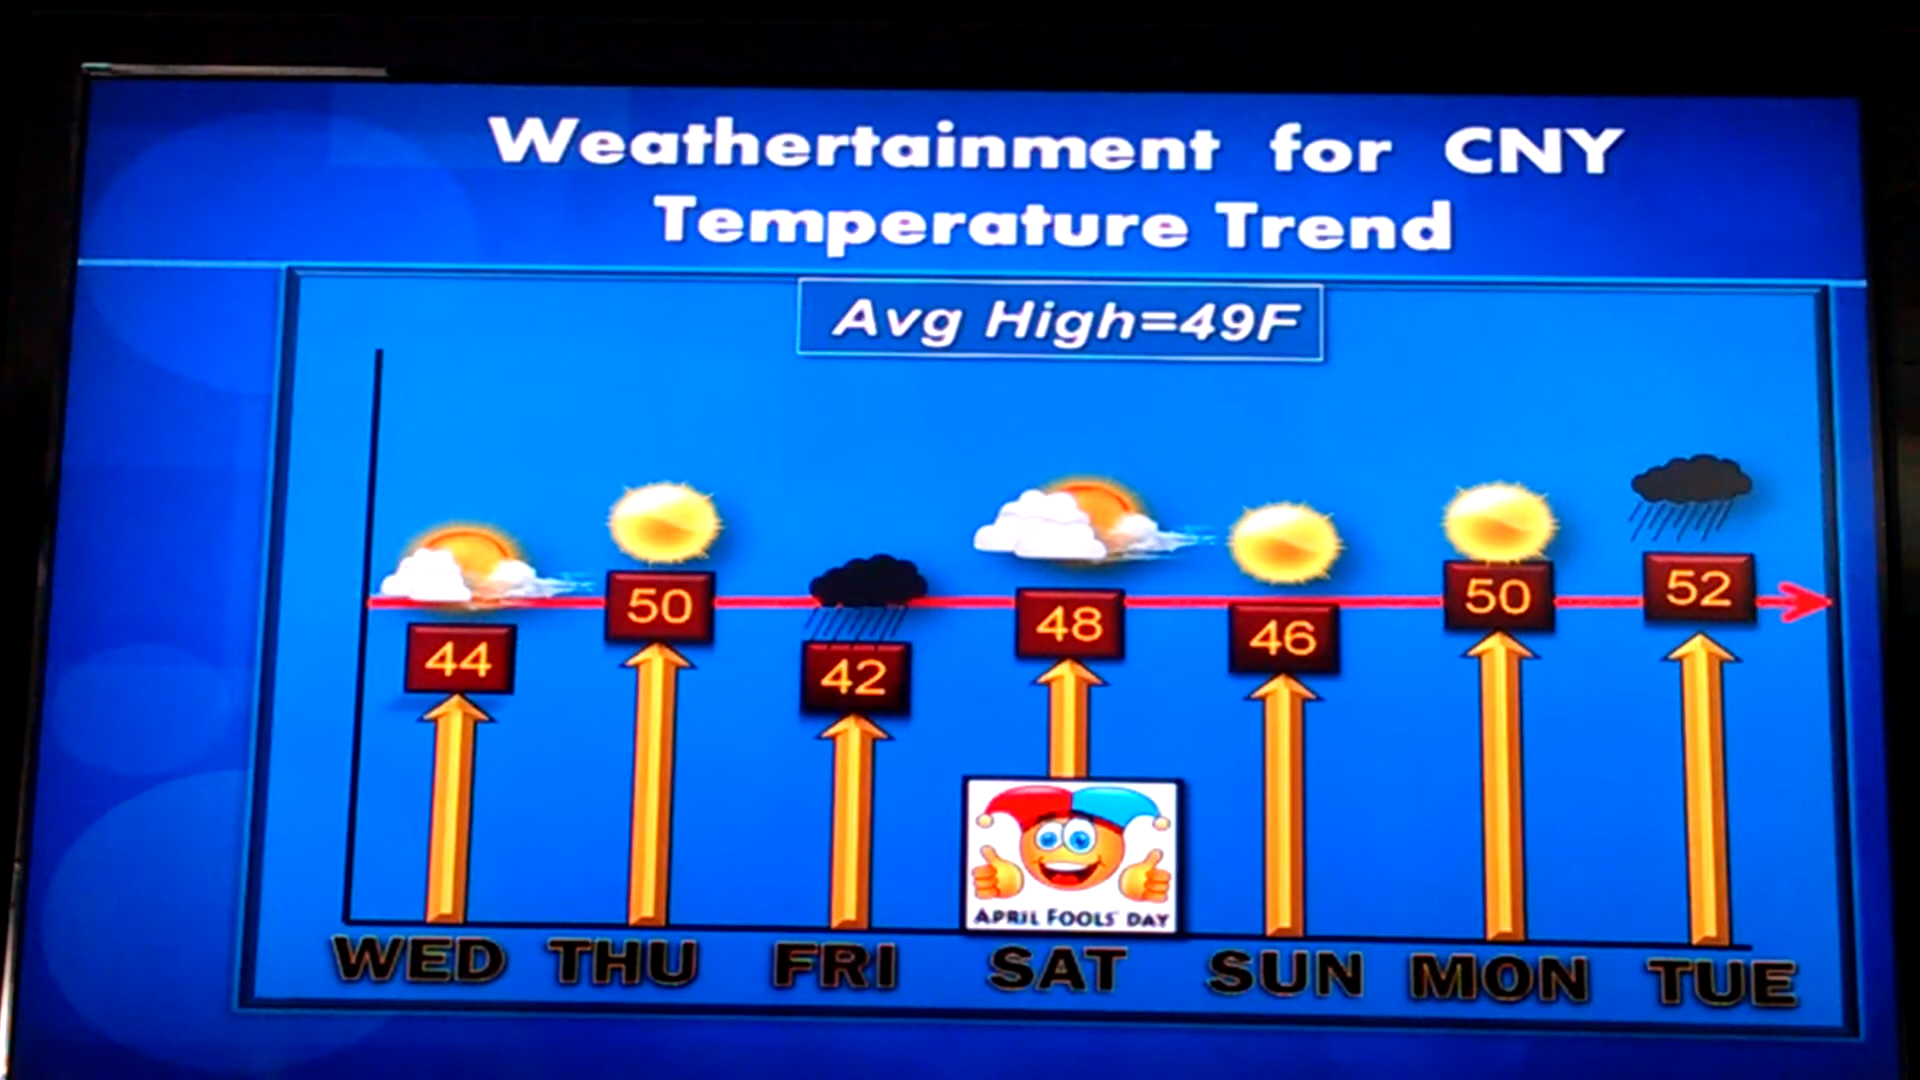 Weathertainment for CNY
Temperature Trend
Avg High=49F
44 50 42 48 46 50 52
APRIL FOOLS' DAY
WED THU FRI SAT SUN MON TUE